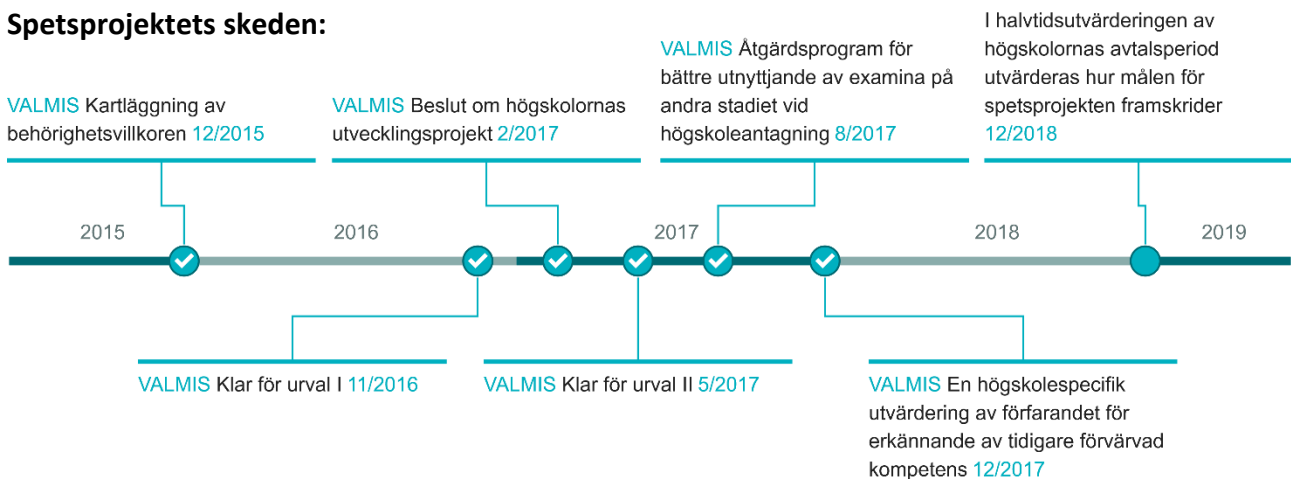 Spetsprojektets skeden:
VALMIS Kartläggning av
behörighetsvillkoren 12/2015
VALMIS Beslut om högskolornas
utvecklingsprojekt 2/2017
VALMIS Åtgärdsprogram för
bättre utnyttjande av examina på
andra stadiet vid
högskoleantagning 8/2017
I halvtidsutvärderingen av
högskolornas avtalsperiod
utvärderas hur målen för
spetsprojekten framskrider
12/2018
2015
2016
2017
2018
2019
VALMIS Klar för urval I 11/2016
VALMIS Klar för urval II 5/2017
VALMIS En högskolespecifik
utvärdering av förfarandet för
erkännande av tidigare förvärvad
kompetens 12/2017